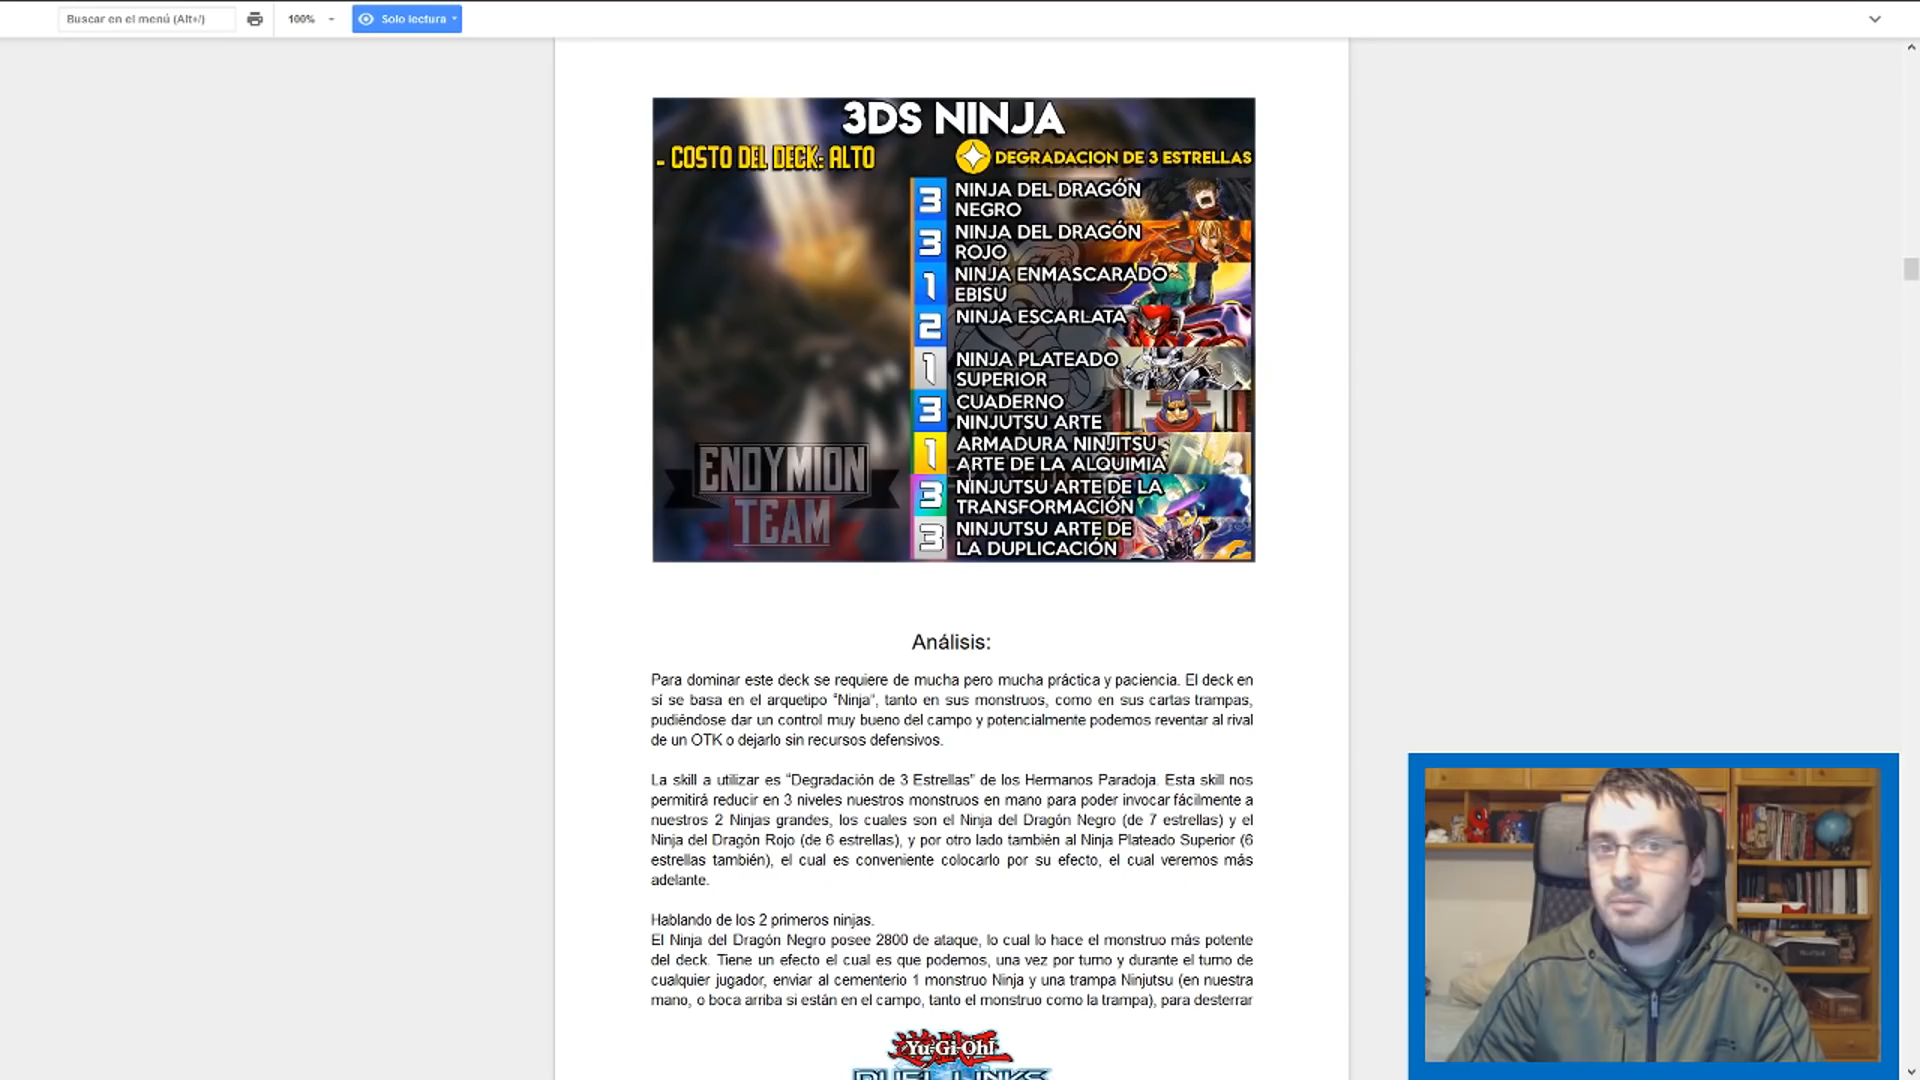 Buscar en el menú (Alt+/)
100%
Solo lectura
3DS NINJA
- COSTO DEL DECK: ALTO
DEGRADACION DE 3 ESTRELLAS
3 NINJA DEL DRAGÓN
NEGRO
3 NINJA DEL DRAGÓN
ROJO
1 NINJA ENMASCARADO
EBISU
2 NINJA ESCARLATA
1 NINJA PLATEADO
SUPERIOR
3 CUADERNO
NINJUTSU ARTE
1 ARMADURA NINJITSU
ARTE DE LA ALQUIMIA
3 NINJUTSU ARTE DE LA
TRANSFORMACIÓN
3 NINJUTSU ARTE DE
LA DUPLICACIÓN
ENDYMION
TEAM
Análisis:
Para dominar este deck se requiere de mucha pero mucha práctica y paciencia. El deck en
sí se basa en el arquetipo “Ninja”, tanto en sus monstruos, como en sus cartas trampas,
pudiéndose dar un control muy bueno del campo y potencialmente podemos reventar al rival
de un OTK o dejarlo sin recursos defensivos.
La skill a utilizar es “Degradación de 3 Estrellas” de los Hermanos Paradoja. Esta skill nos
permitirá reducir en 3 niveles nuestros monstruos en mano para poder invocar fácilmente a
nuestros 2 Ninjas grandes, los cuales son el Ninja del Dragón Negro (de 7 estrellas) y el
Ninja del Dragón Rojo (de 6 estrellas), y por otro lado también al Ninja Plateado Superior (6
estrellas también), el cual es conveniente colocarlo por su efecto, el cual veremos más
adelante.
Hablando de los 2 primeros ninjas.
El Ninja del Dragón Negro posee 2800 de ataque, lo cual lo hace el monstruo más potente
del deck. Tiene un efecto el cual es que podemos, una vez por turno y durante el turno de
cualquier jugador, enviar al cementerio 1 monstruo Ninja y una trampa Ninjutsu (en nuestra
mano, o boca arriba si están en el campo, tanto el monstruo como la trampa), para desterrar
Yu-Gi-Oh!
DUEL LINKS